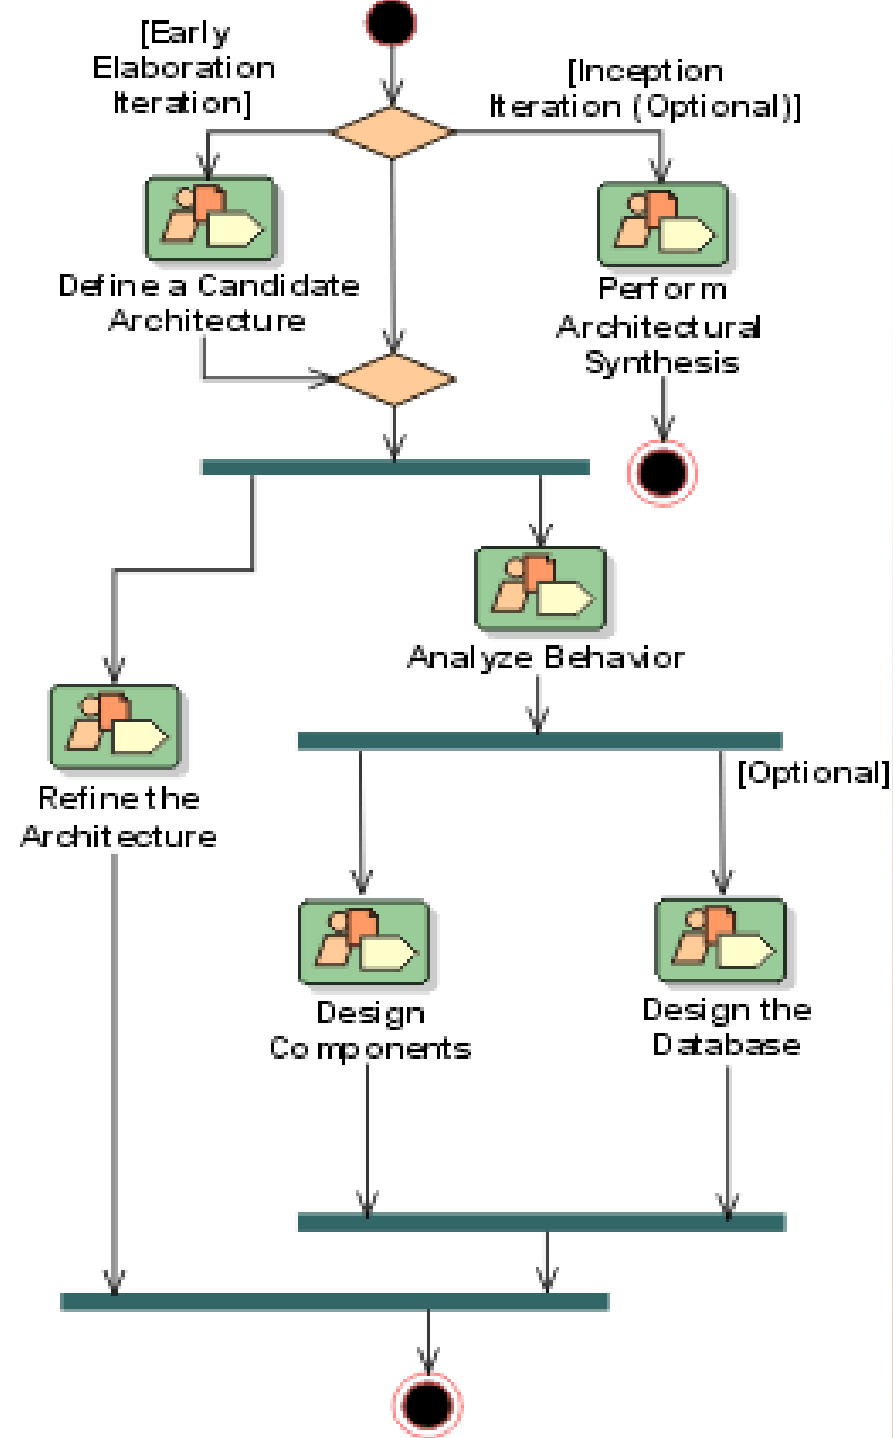 [Early
Elaboration
Iteration]
[Inception
Iteration (Optional)]
Define a Candidate
Architecture
Perform
Architectural
Synthesis
Analyze Behavior
Refine the
Architecture
[Optional]
Design
Components
Design the
Database